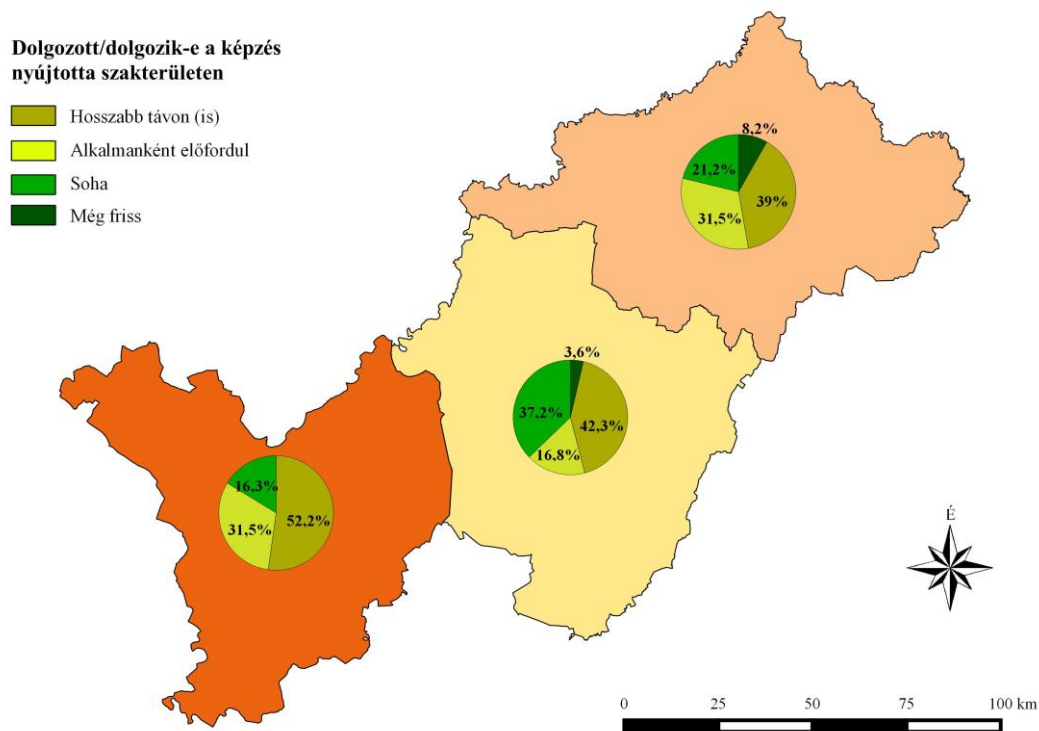 Dolgozott/dolgozik-e a képzés
nyújtotta szakterületen
Hosszabb távon (is)
Alkalmanként előfordul
Soha
Még friss
8,2%
21,2%
39%
31,5%
3,6%
37,2%
42,3%
16,8%
16,3%
31,5%
52,2%
É
0 25 50 75 100 km